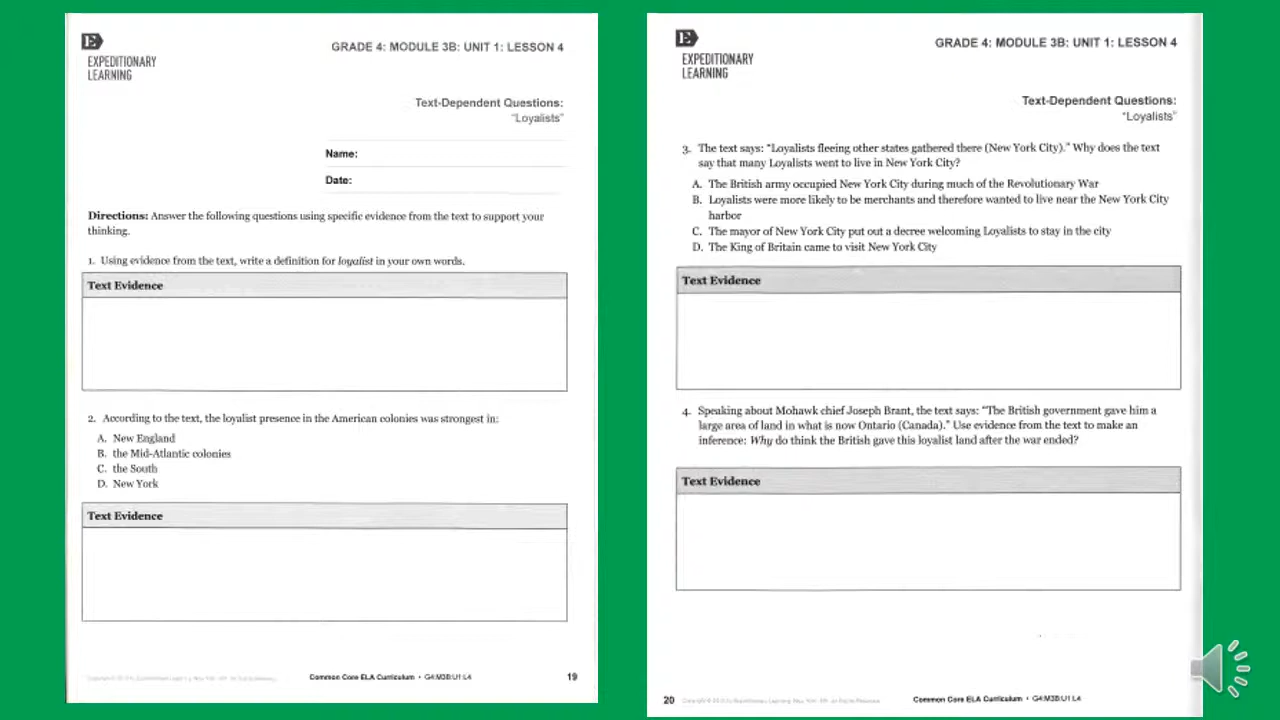 E
EXPEDITIONARY
LEARNING
GRADE 4: MODULE 3B: UNIT 1: LESSON 4
Text-Dependent Questions:
"Loyalists"
Name:
Date:
Directions: Answer the following questions using specific evidence from the text to support your
thinking.
1. Using evidence from the text, write a definition for loyalist in your own words.
Text Evidence
2. According to the text, the loyalist presence in the American colonies was strongest in:
A. New England
B. the Mid-Atlantic colonies
C. the South
D. New York
Text Evidence
Common Core ELA Curriculum • G4:M3B:U1:L4
19
E
EXPEDITIONARY
LEARNING
GRADE 4: MODULE 3B: UNIT 1: LESSON 4
Text-Dependent Questions:
"Loyalists"
3. The text says: "Loyalists fleeing other states gathered there (New York City)." Why does the text
say that many Loyalists went to live in New York City?
A. The British army occupied New York City during much of the Revolutionary War
B. Loyalists were more likely to be merchants and therefore wanted to live near the New York City
harbor
C. The mayor of New York City put out a decree welcoming Loyalists to stay in the city
D. The King of Britain came to visit New York City
Text Evidence
4. Speaking about Mohawk chief Joseph Brant, the text says: "The British government gave him a
large area of land in what is now Ontario (Canada)." Use evidence from the text to make an
inference: Why do think the British gave this loyalist land after the war ended?
Text Evidence
20
Common Core ELA Curriculum • G4:M3B:U1:L4